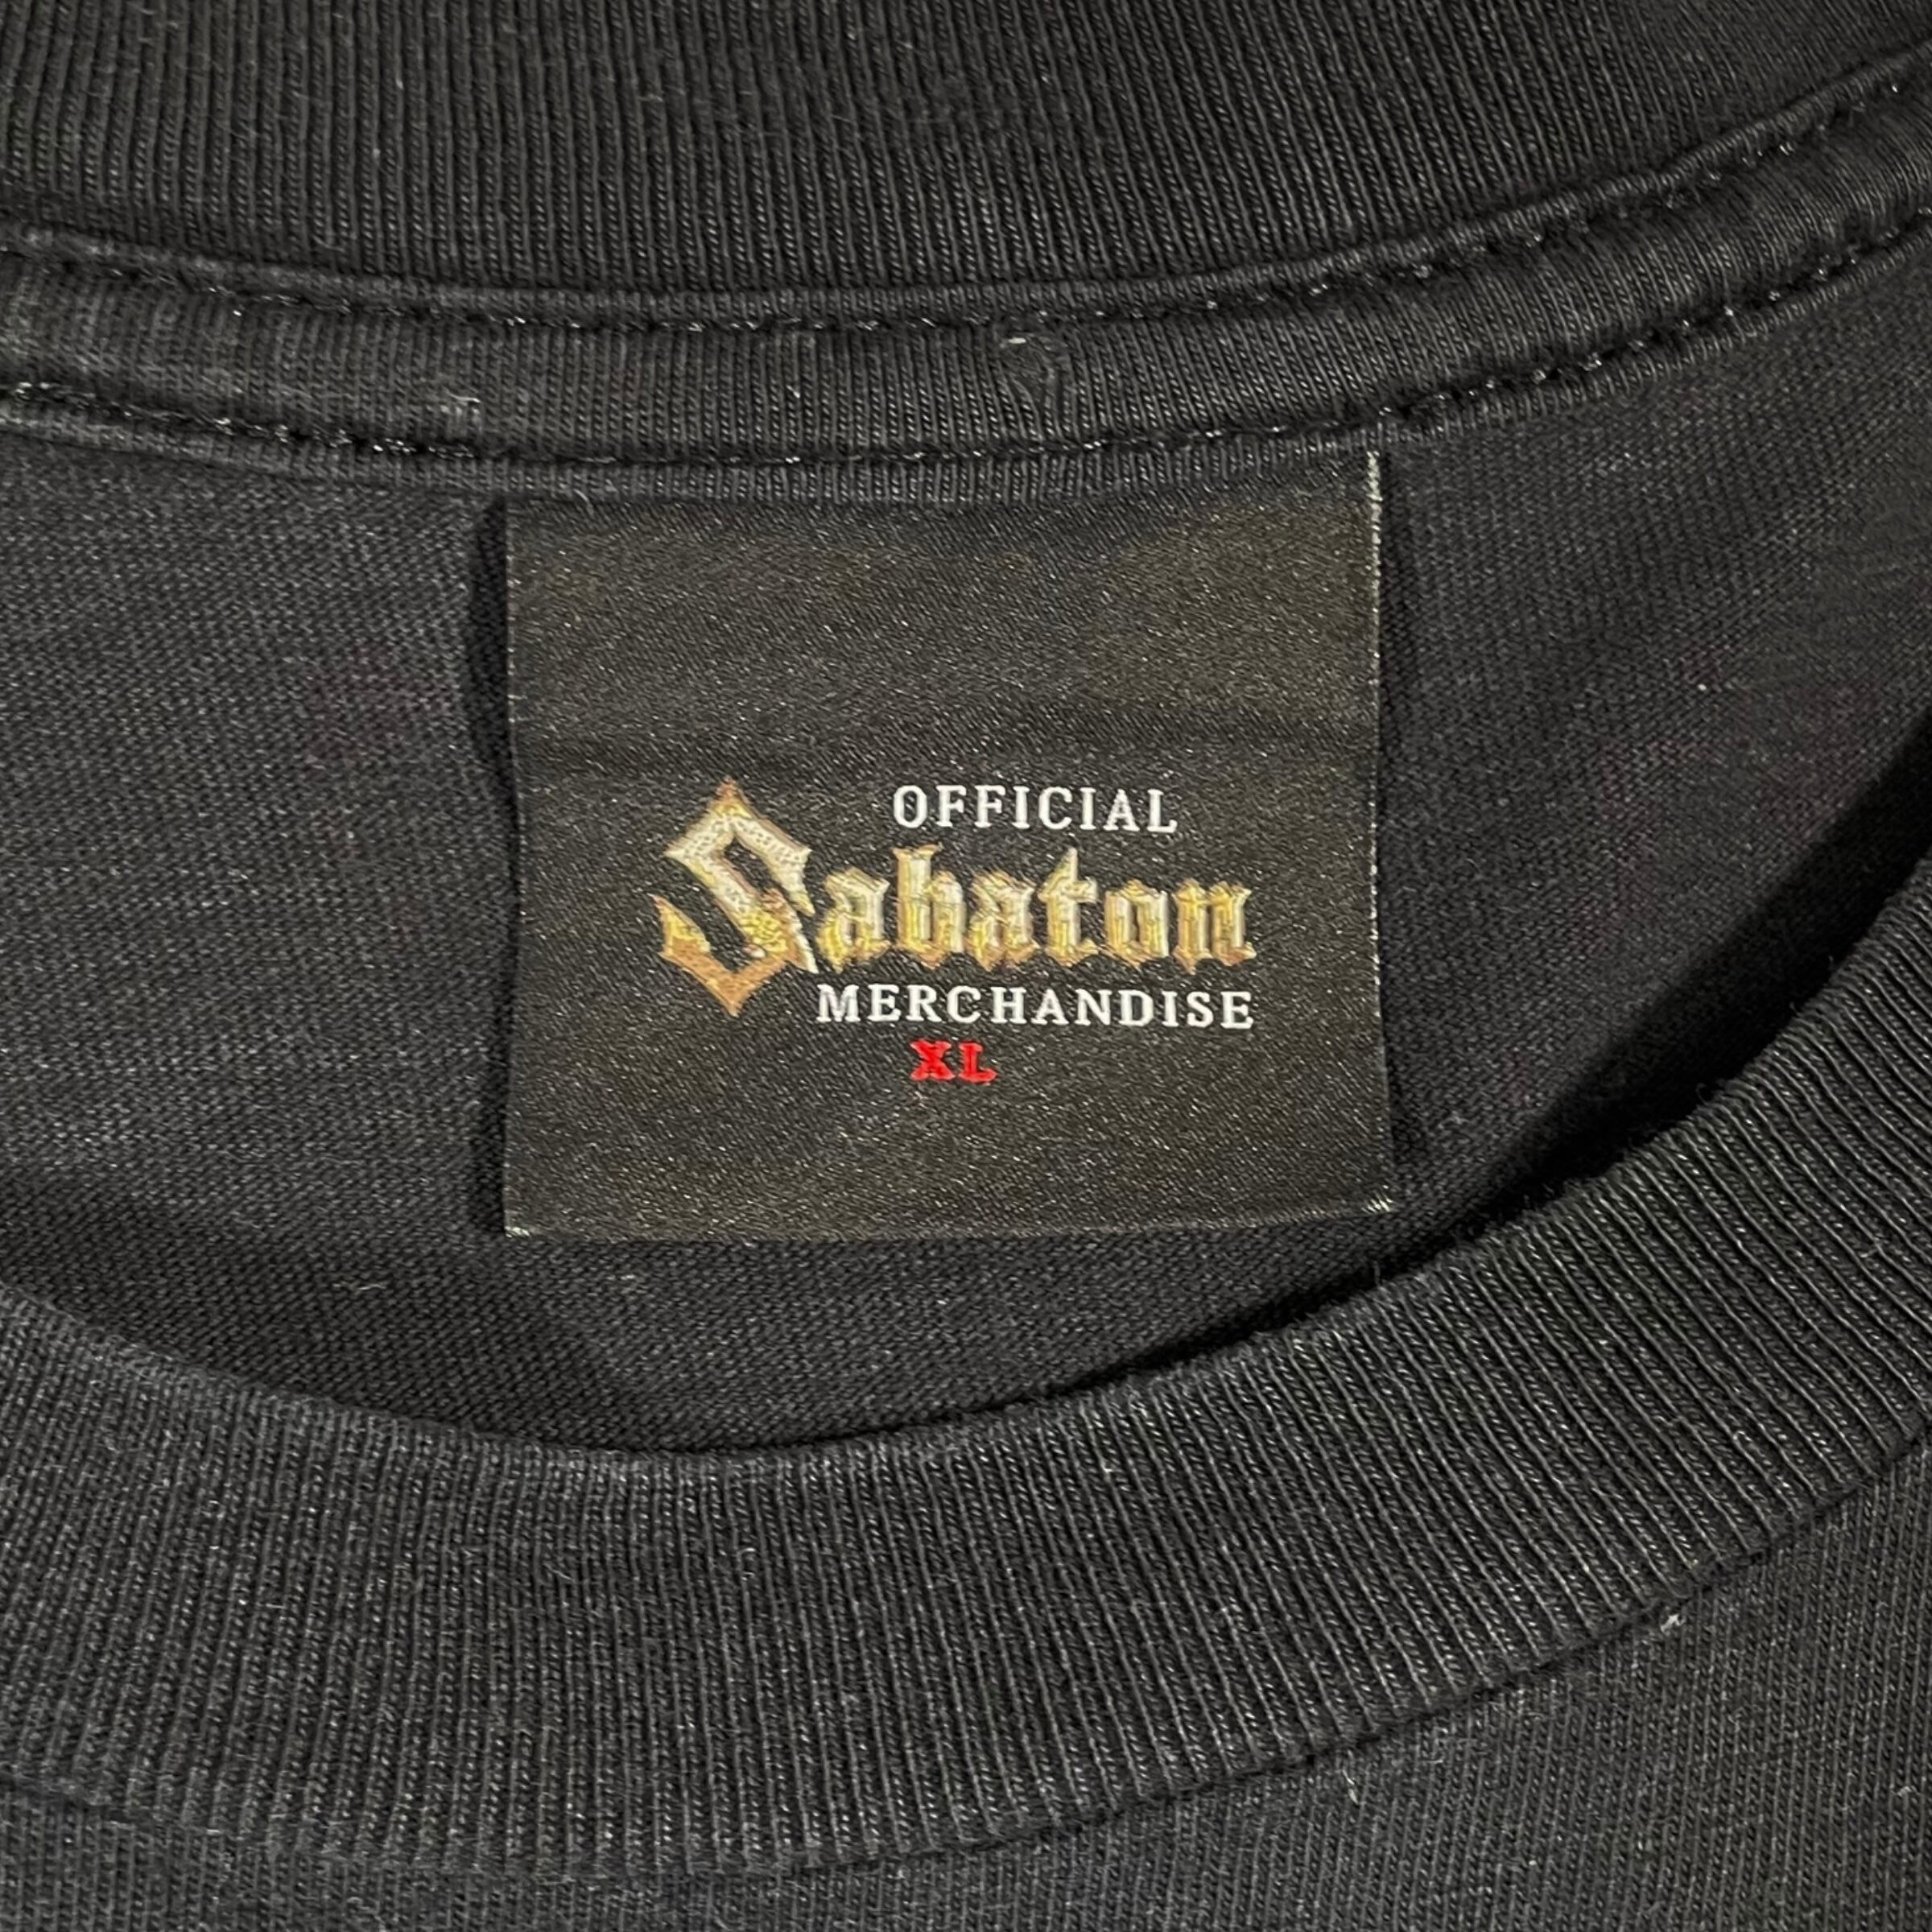 OFFICIAL
Sabaton
MERCHANDISE
XL